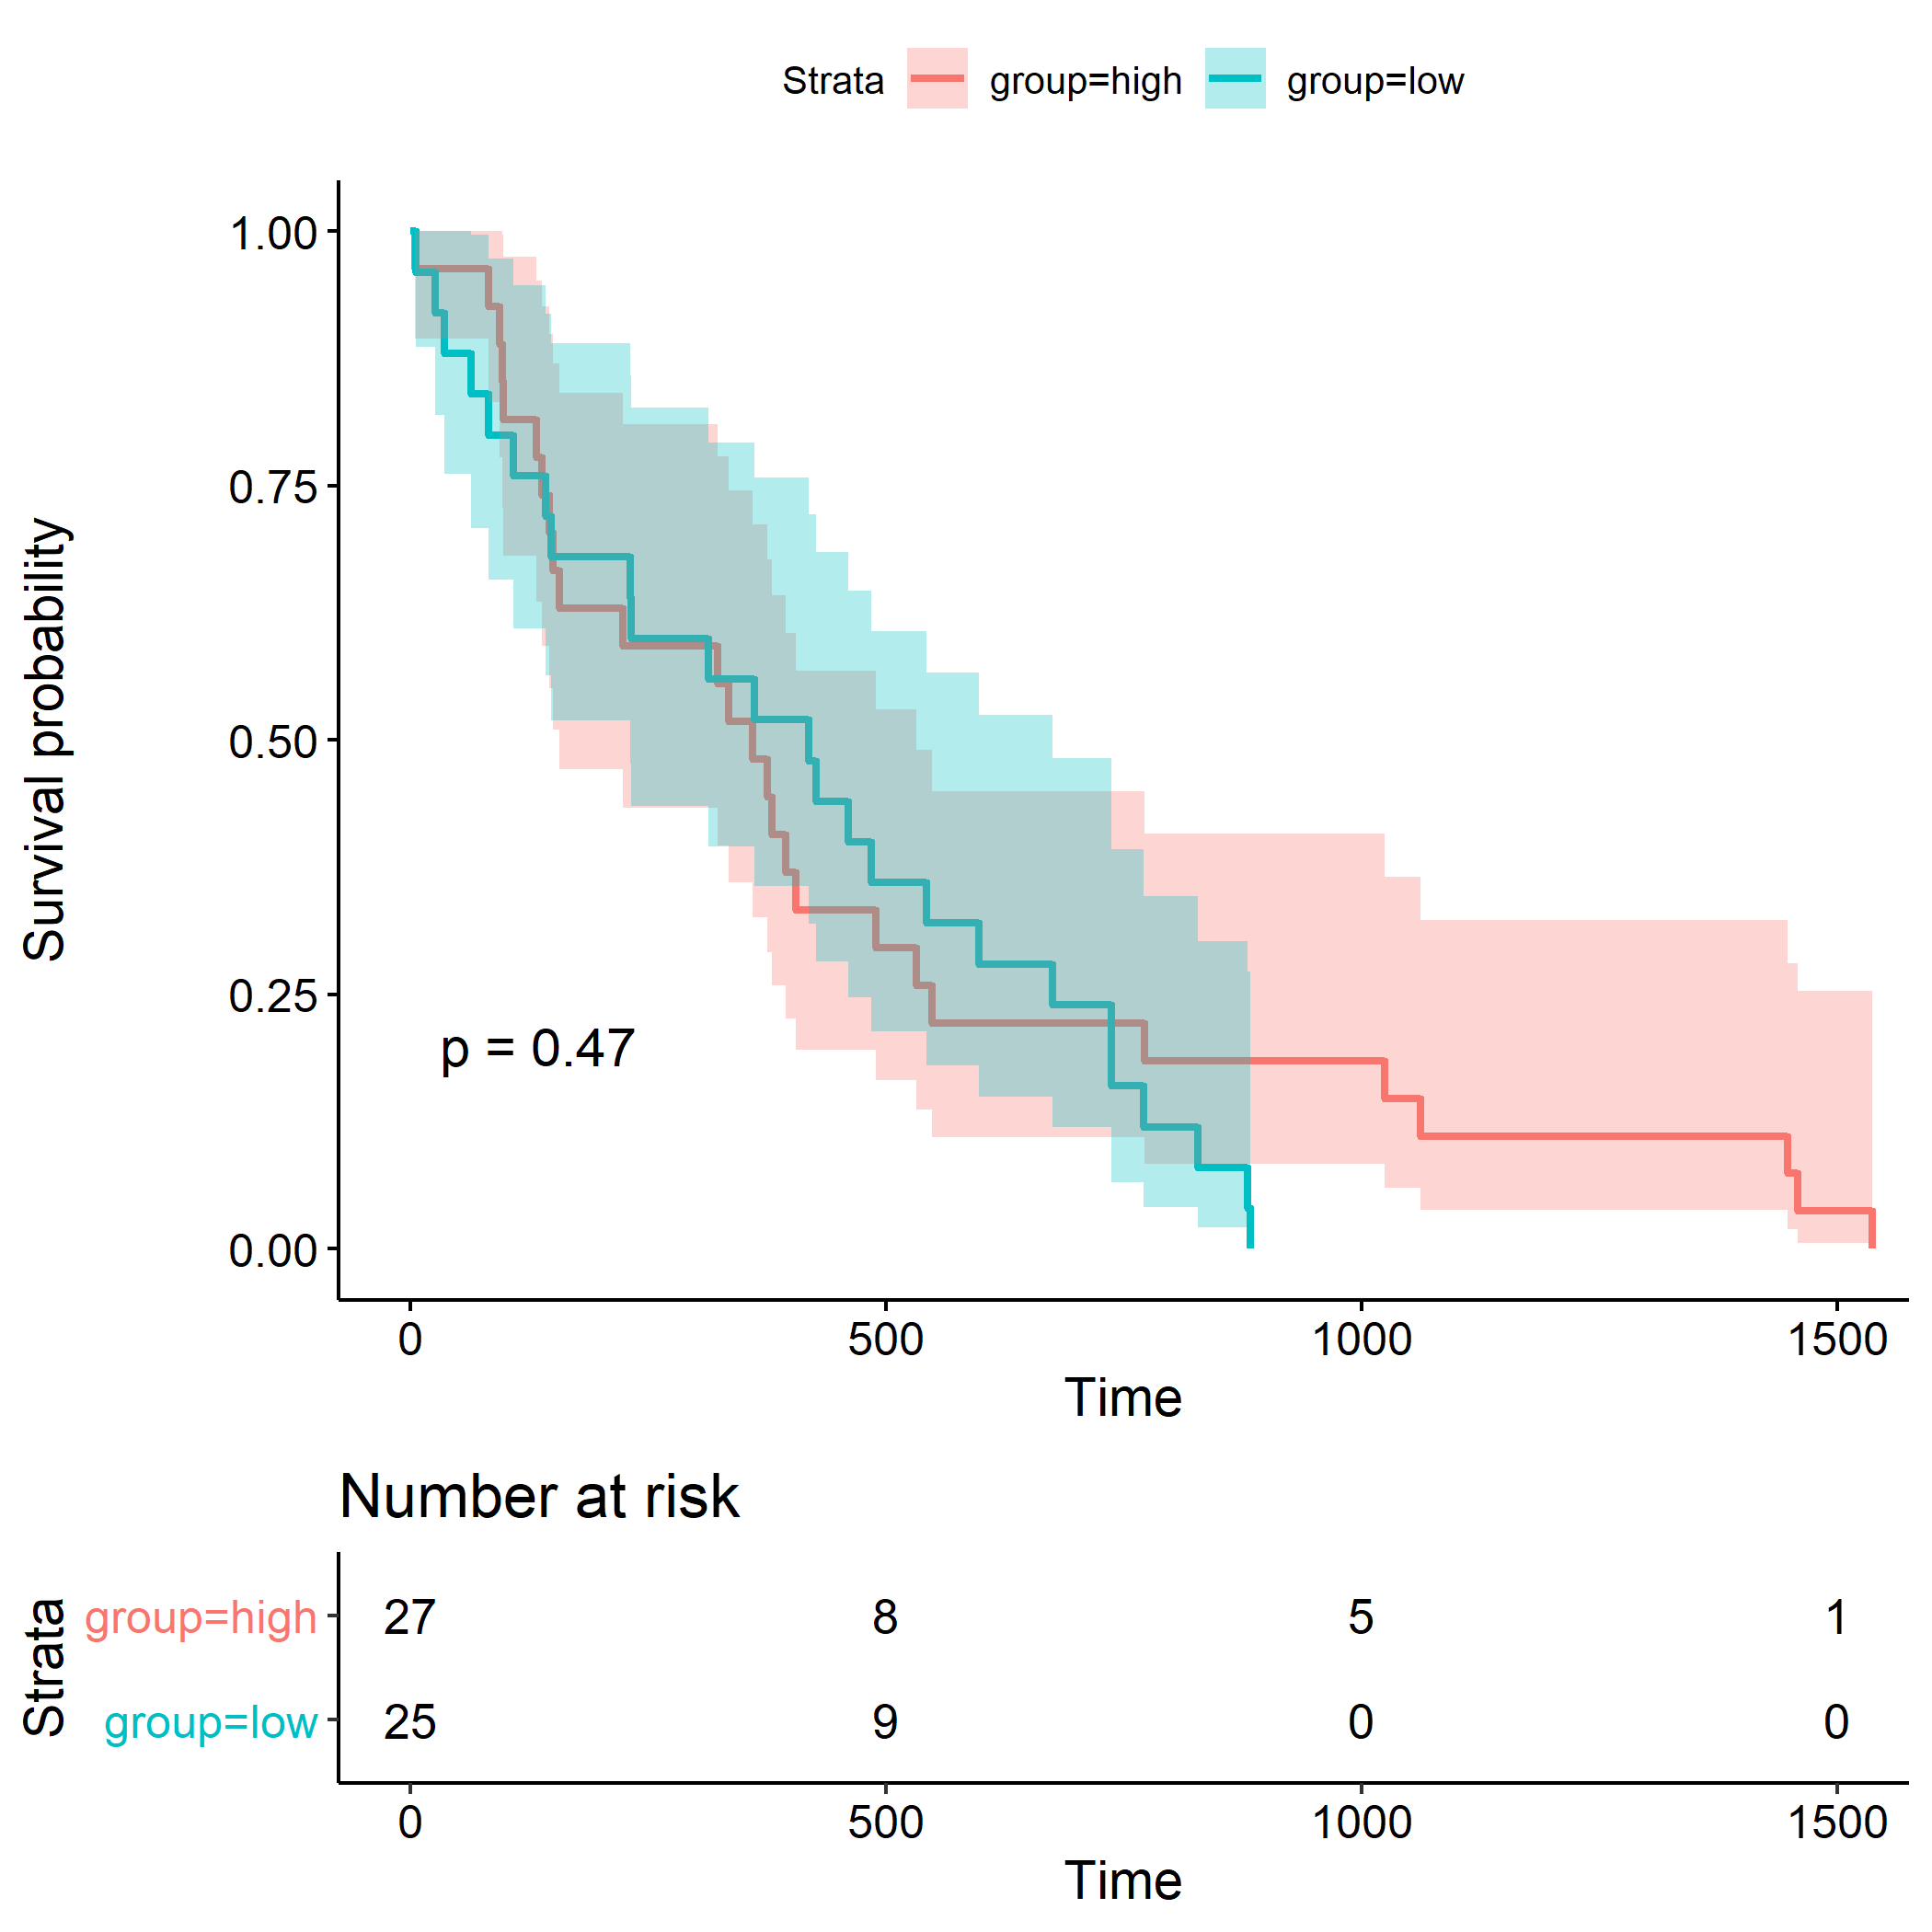 Strata group=high group=low
1.00
0.75
0.50
0.25
0.00
Survival probability
p = 0.47
0 500 1000 1500
Time
Number at risk
Strata
group=high 27 8 5 1
group=low 25 9 0 0
0 500 1000 1500
Time